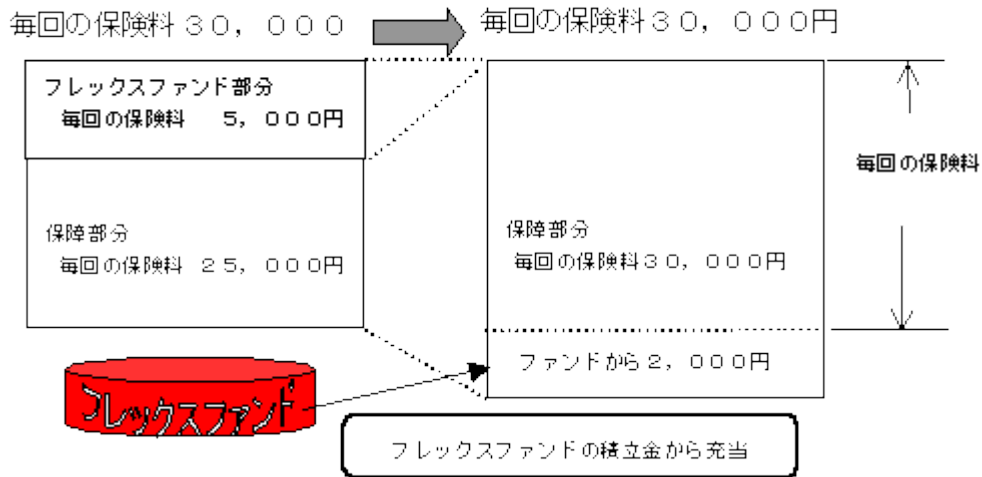 毎回の保険料３０，０００
毎回の保険料３０，０００円
フレックスファンド部分
毎回の保険料　５，０００円
保障部分
毎回の保険料　２５，０００円
毎回の保険料
保障部分
毎回の保険料３０，０００円
ファンドから２，０００円
フレックスファンド
フレックスファンドの積立金から充当